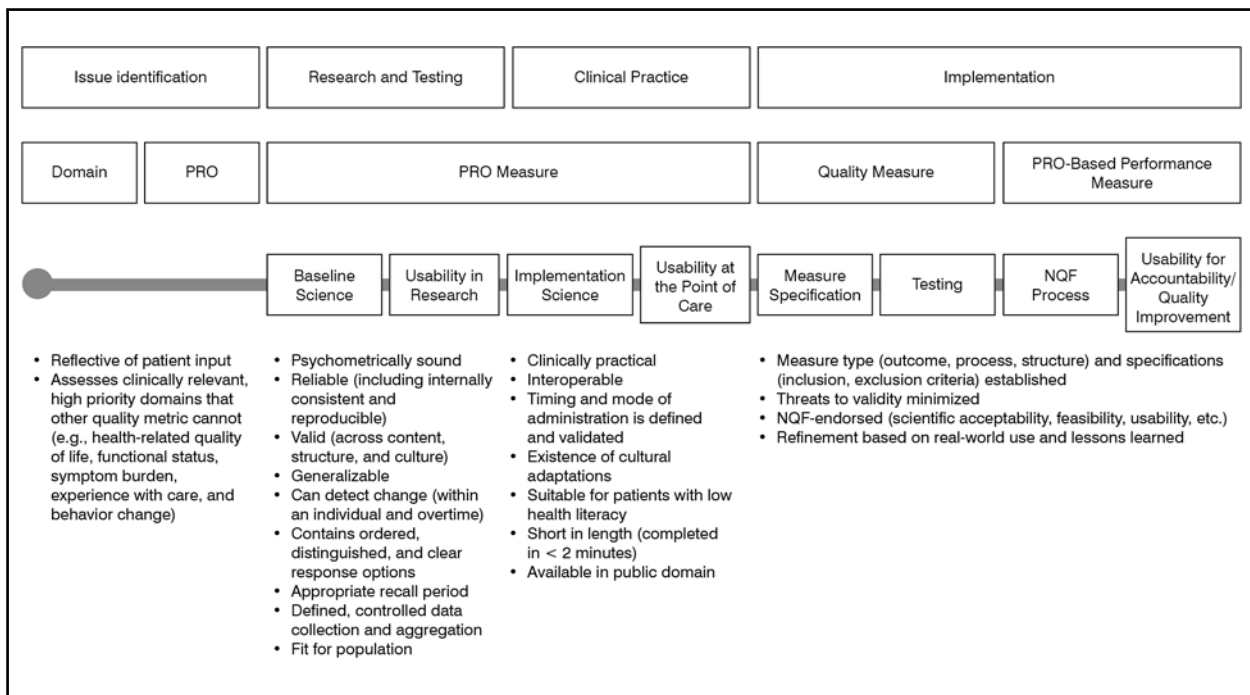 Issue identification
Research and Testing
Clinical Practice
Implementation
Domain
PRO
PRO Measure
Quality Measure
PRO-Based Performance
Measure
Baseline
Science
Usability in
Research
Implementation
Science
Usability at
the Point of
Care
Measure
Specification
Testing
NQF
Process
Usability for
Accountability/
Quality
Improvement
• Reflective of patient input
• Assesses clinically relevant,
high priority domains that
other quality metric cannot
(e.g., health-related quality
of life, functional status,
symptom burden,
experience with care, and
behavior change)
• Psychometrically sound
• Reliable (including internally
consistent and
reproducible)
• Valid (across content,
structure, and culture)
• Generalizable
• Can detect change (within
an individual and overtime)
• Contains ordered,
distinguished, and clear
response options
• Appropriate recall period
• Defined, controlled data
collection and aggregation
• Fit for population
• Clinically practical
• Interoperable
• Timing and mode of
administration is defined
and validated
• Existence of cultural
adaptations
• Suitable for patients with low
health literacy
• Short in length (completed
in < 2 minutes)
• Available in public domain
• Measure type (outcome, process, structure) and specifications
(inclusion, exclusion criteria) established
• Threats to validity minimized
• NQF-endorsed (scientific acceptability, feasibility, usability, etc.)
• Refinement based on real-world use and lessons learned